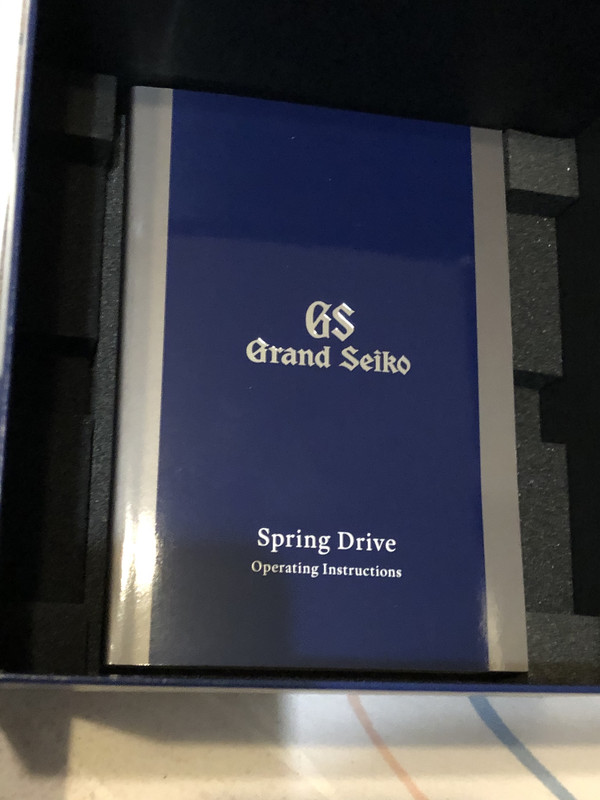 GS
Grand Seiko
Spring Drive
Operating Instructions